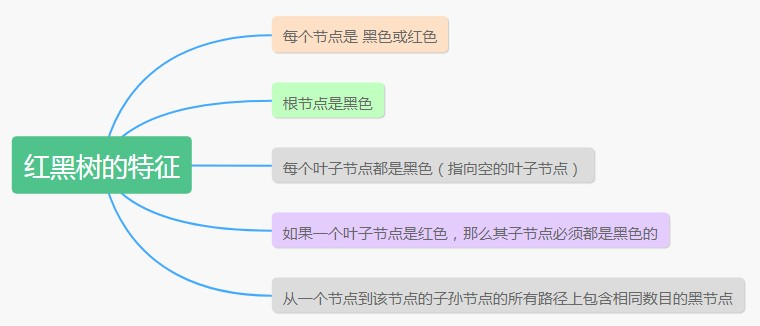 每个节点是 黑色或红色
根节点是黑色
红黑树的特征
每个叶子节点都是黑色（指向空的叶子节点）
如果一个叶子节点是红色，那么其子节点必须都是黑色的
从一个节点到该节点的子孙节点的所有路径上包含相同数目的黑节点